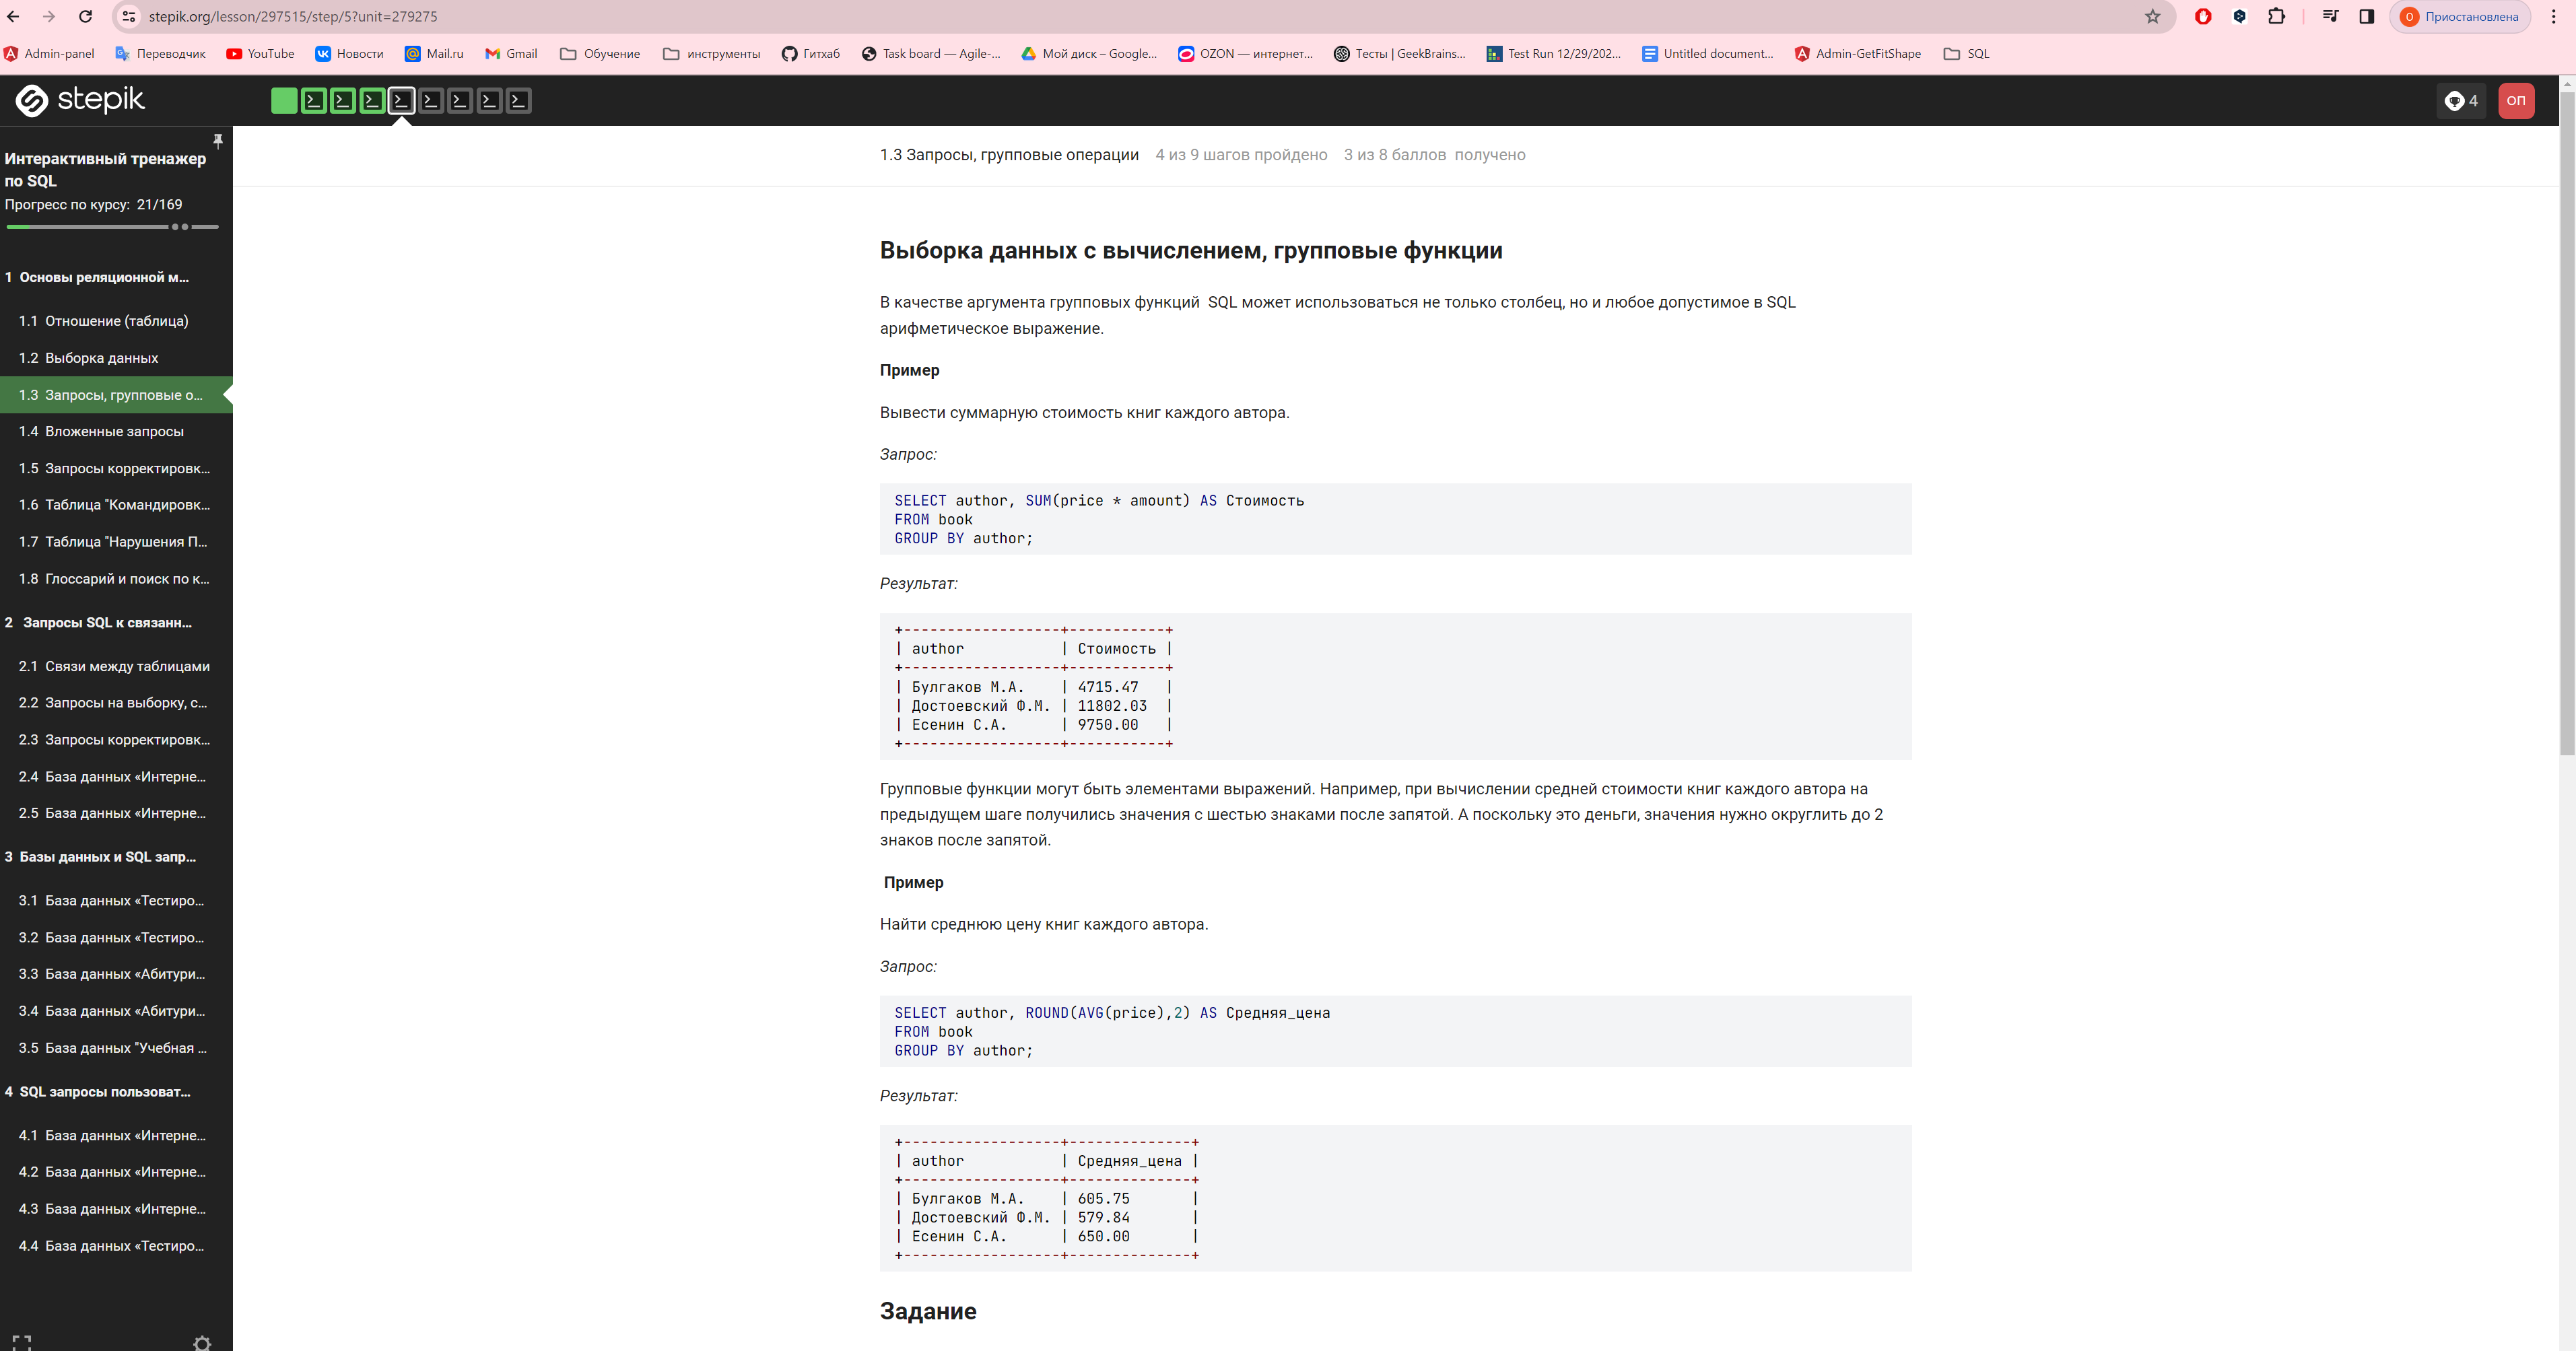 stepik.org/lesson/297515/step/5?unit=279275
О Приостановлена
Admin-panel Переводчик YouTube Новости Mail.ru Gmail Обучение инструменты Гитхаб Task board — Agile-... Мой диск – Google... OZON — интернет... Тесты | GeekBrains... Test Run 12/29/202... Untitled document... Admin-GetFitShape SQL
stepik
4
ОП
Интерактивный тренажер
по SQL
Прогресс по курсу: 21/169
1 Основы реляционной м...
1.1 Отношение (таблица)
1.2 Выборка данных
1.3 Запросы, групповые о...
1.4 Вложенные запросы
1.5 Запросы корректировк...
1.6 Таблица "Командировк...
1.7 Таблица "Нарушения П...
1.8 Глоссарий и поиск по к...
2 Запросы SQL к связанн...
2.1 Связи между таблицами
2.2 Запросы на выборку, с...
2.3 Запросы корректировк...
2.4 База данных «Интерне...
2.5 База данных «Интерне...
3 Базы данных и SQL запр...
3.1 База данных «Тестиро...
3.2 База данных «Тестиро...
3.3 База данных «Абитури...
3.4 База данных «Абитури...
3.5 База данных "Учебная ...
4 SQL запросы пользоват...
4.1 База данных «Интерне...
4.2 База данных «Интерне...
4.3 База данных «Интерне...
4.4 База данных «Тестиро...
1.3 Запросы, групповые операции 4 из 9 шагов пройдено 3 из 8 баллов получено
Выборка данных с вычислением, групповые функции
В качестве аргумента групповых функций SQL может использоваться не только столбец, но и любое допустимое в SQL
арифметическое выражение.
Пример
Вывести суммарную стоимость книг каждого автора.
Запрос:
SELECT author, SUM(price * amount) AS Стоимость
FROM book
GROUP BY author;
Результат:
+------------------+-----------+
| author           | Стоимость |
+------------------+-----------+
| Булгаков М.А.    | 4715.47   |
| Достоевский Ф.М. | 11802.03  |
| Есенин С.А.      | 9750.00   |
+------------------+-----------+
Групповые функции могут быть элементами выражений. Например, при вычислении средней стоимости книг каждого автора на
предыдущем шаге получились значения с шестью знаками после запятой. А поскольку это деньги, значения нужно округлить до 2
знаков после запятой.
Пример
Найти среднюю цену книг каждого автора.
Запрос:
SELECT author, ROUND(AVG(price),2) AS Средняя_цена
FROM book
GROUP BY author;
Результат:
+------------------+--------------+
| author           | Средняя_цена |
+------------------+--------------+
| Булгаков М.А.    | 605.75       |
| Достоевский Ф.М. | 579.84       |
| Есенин С.А.      | 650.00       |
+------------------+--------------+
Задание